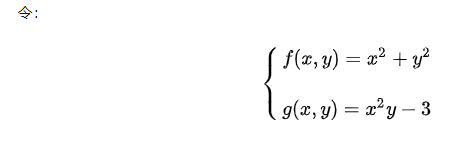 令:
f(x, y) = x² + y²
g(x, y) = x²y − 3